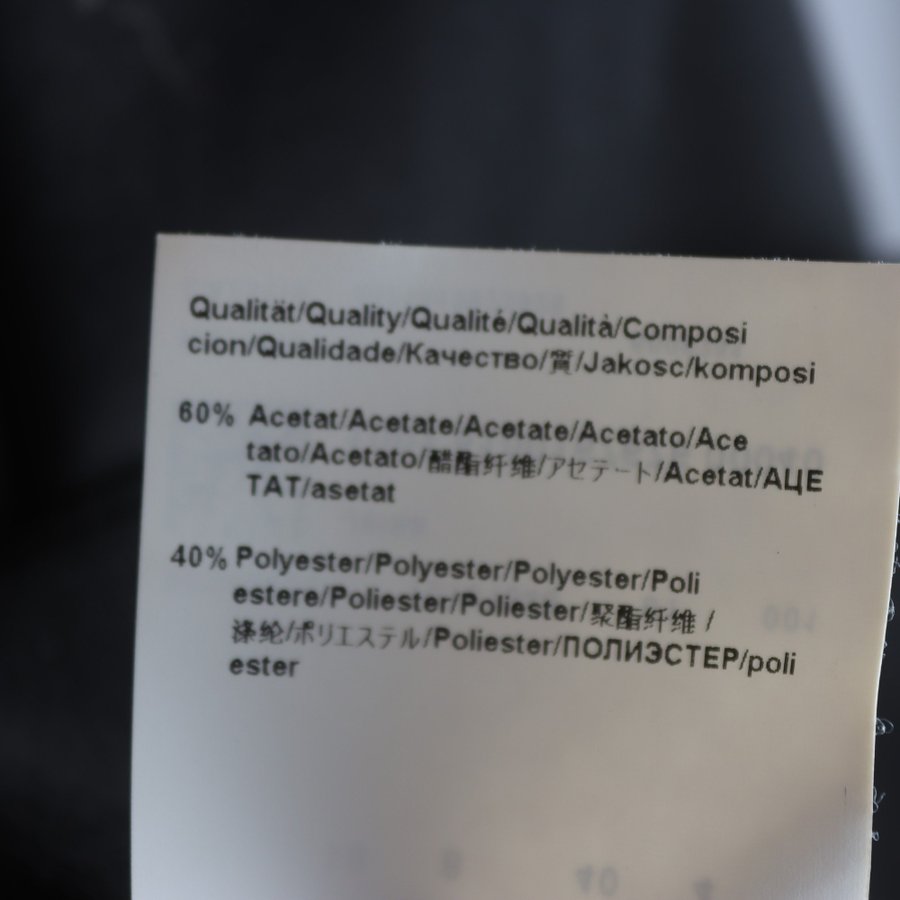 Qualität/Quality/Qualité/Qualità/Composi
cion/Qualidade/Качество/質/Jakosc/komposi
60% Acetat/Acetate/Acetate/Acetato/Ace
tato/Acetato/醋酯纤维/アセテート/Acetat/АЦЕ
ТАТ/asetat
40% Polyester/Polyester/Polyester/Poli
estere/Poliester/Poliester/聚酯纤维 /
涤纶/ポリエステル/Poliester/ПОЛИЭСТЕР/poli
ester